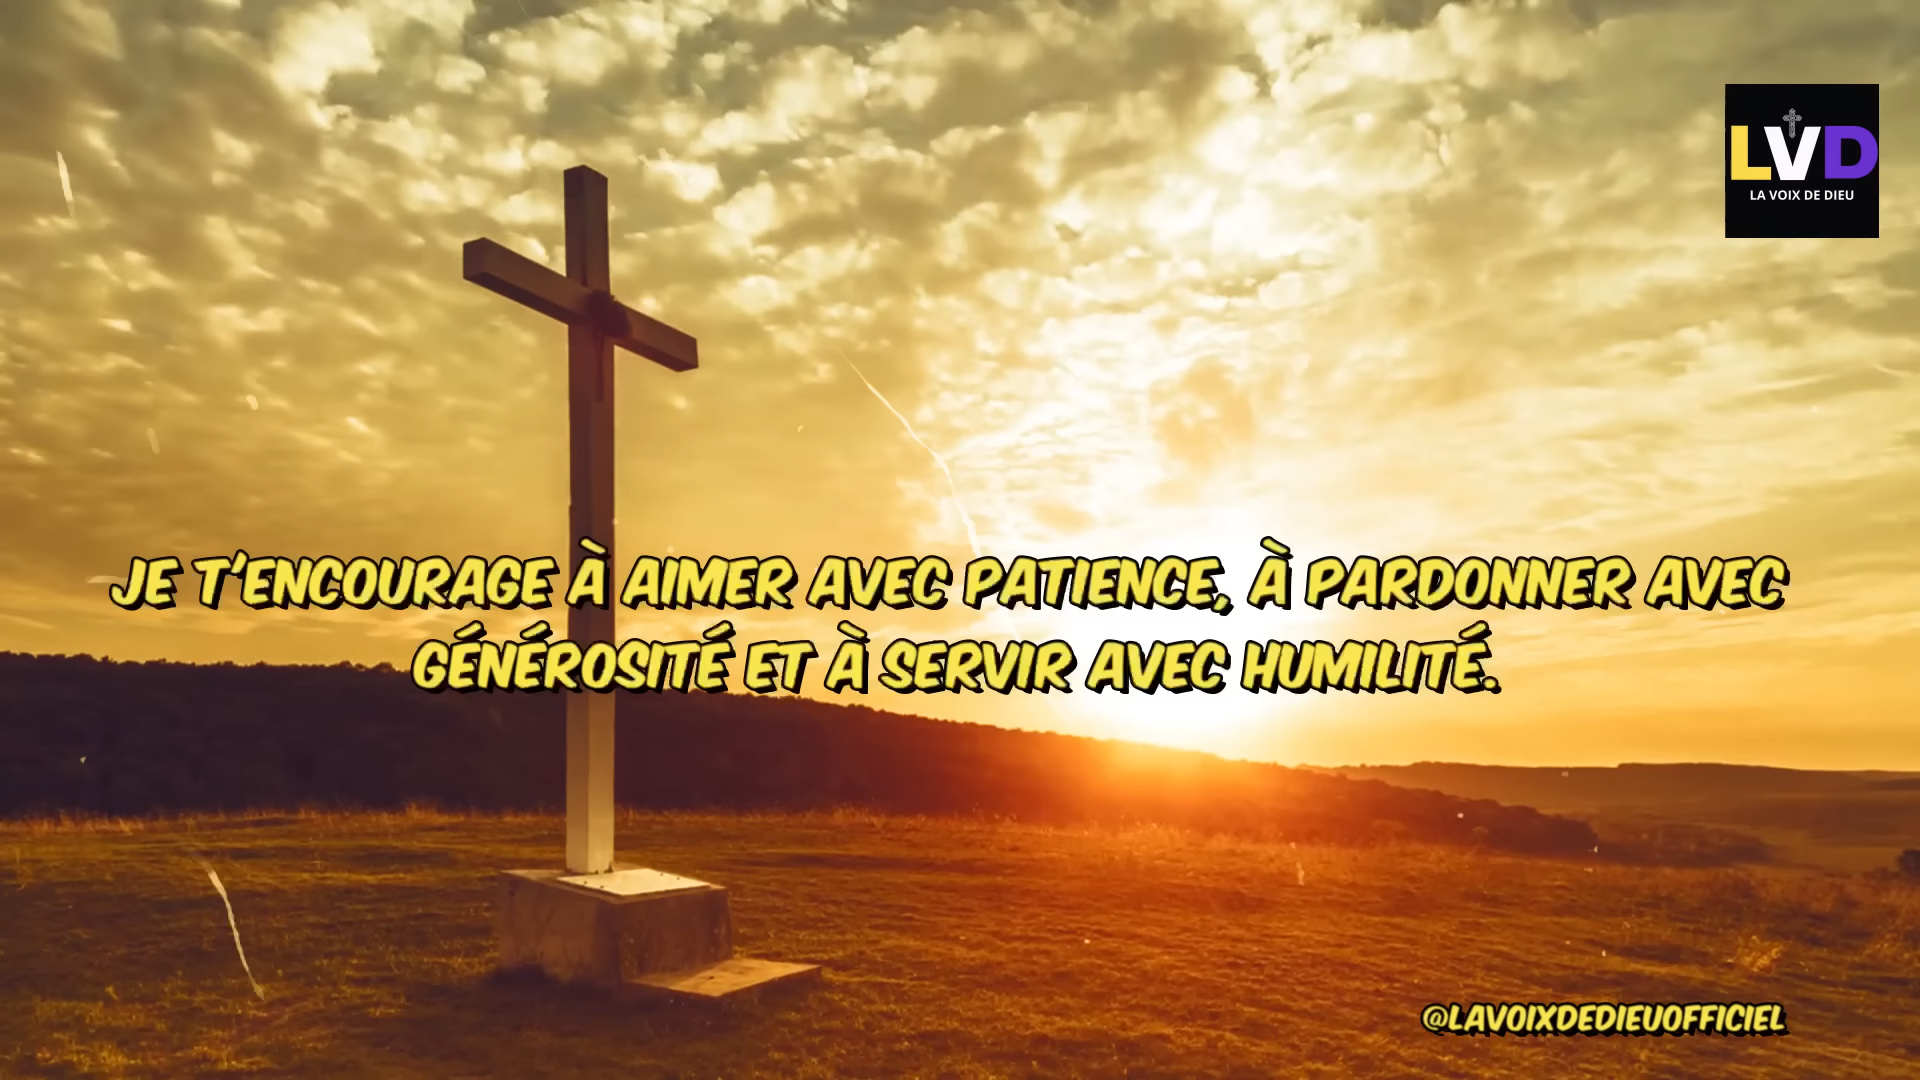 LVD
LA VOIX DE DIEU
JE T'ENCOURAGE À AIMER AVEC PATIENCE, À PARDONNER AVEC
GÉNÉROSITÉ ET À SERVIR AVEC HUMILITÉ.
@LAVOIXDEDIEUOFFICIEL